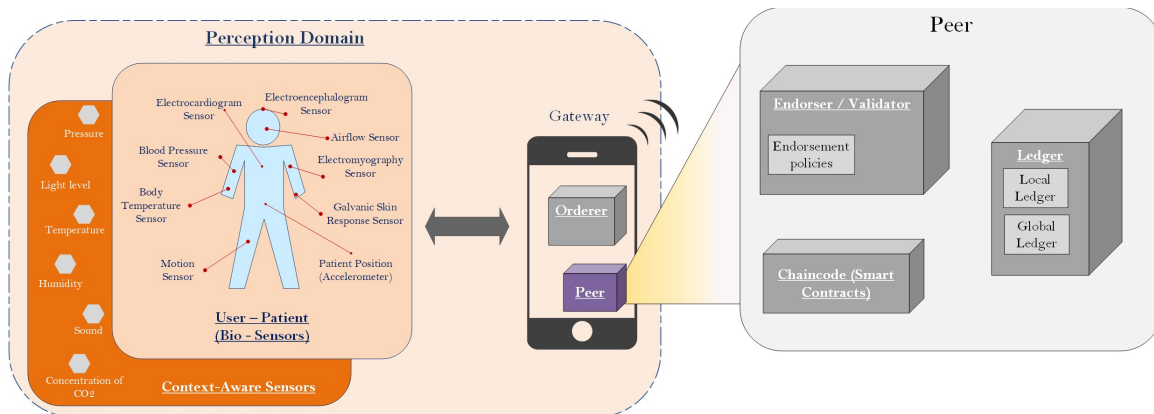 Perception Domain
Electrocardiogram
Sensor
Electroencephalogram
Sensor
Airflow Sensor
Blood Pressure
Sensor
Electromyography
Sensor
Body
Temperature
Sensor
Galvanic Skin
Response Sensor
Motion
Sensor
Patient Position
(Accelerometer)
User – Patient
(Bio - Sensors)
Pressure
Light level
Temperature
Humidity
Sound
Concentration of
CO2
Context-Aware Sensors
Gateway
Orderer
Peer
Peer
Endorser / Validator
Endorsement
policies
Chaincode (Smart
Contracts)
Ledger
Local
Ledger
Global
Ledger